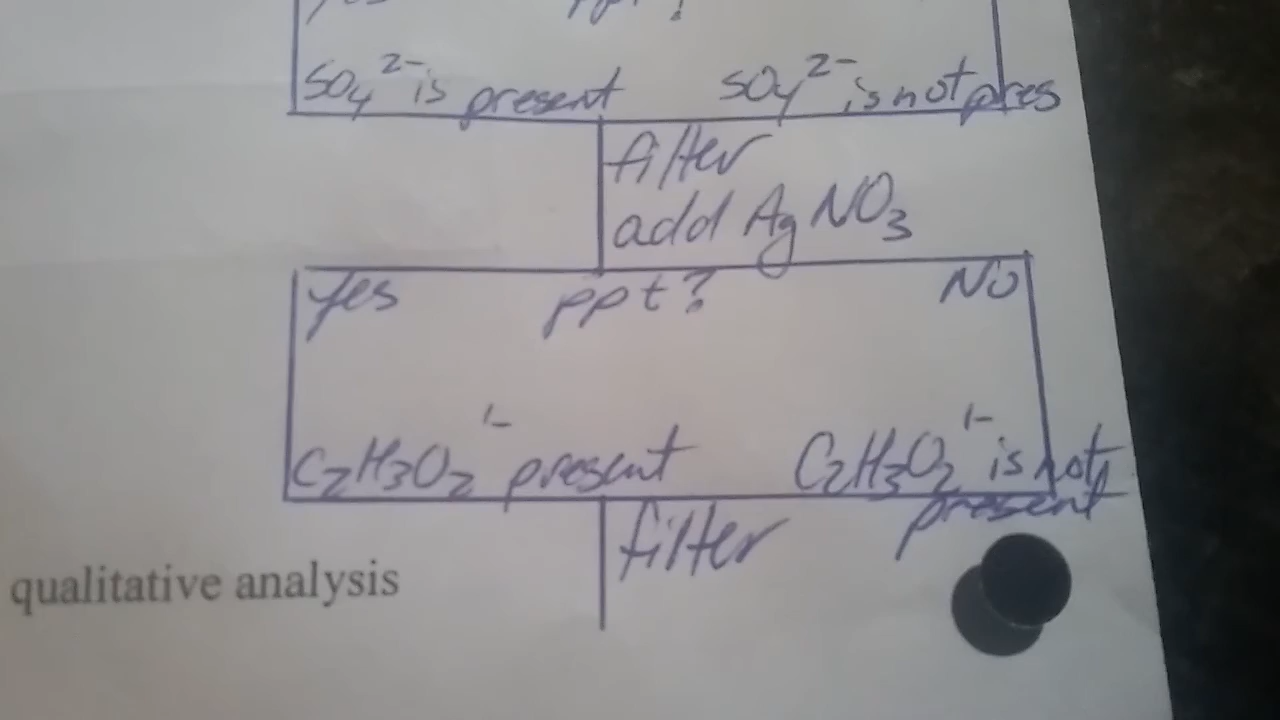 ppt?
SO4 2- is present SO4 2- is not pres
filter
add AgNO3
Yes ppt? No
C2H3O2 1- present C2H3O2 1- is not
present
filter
qualitative analysis